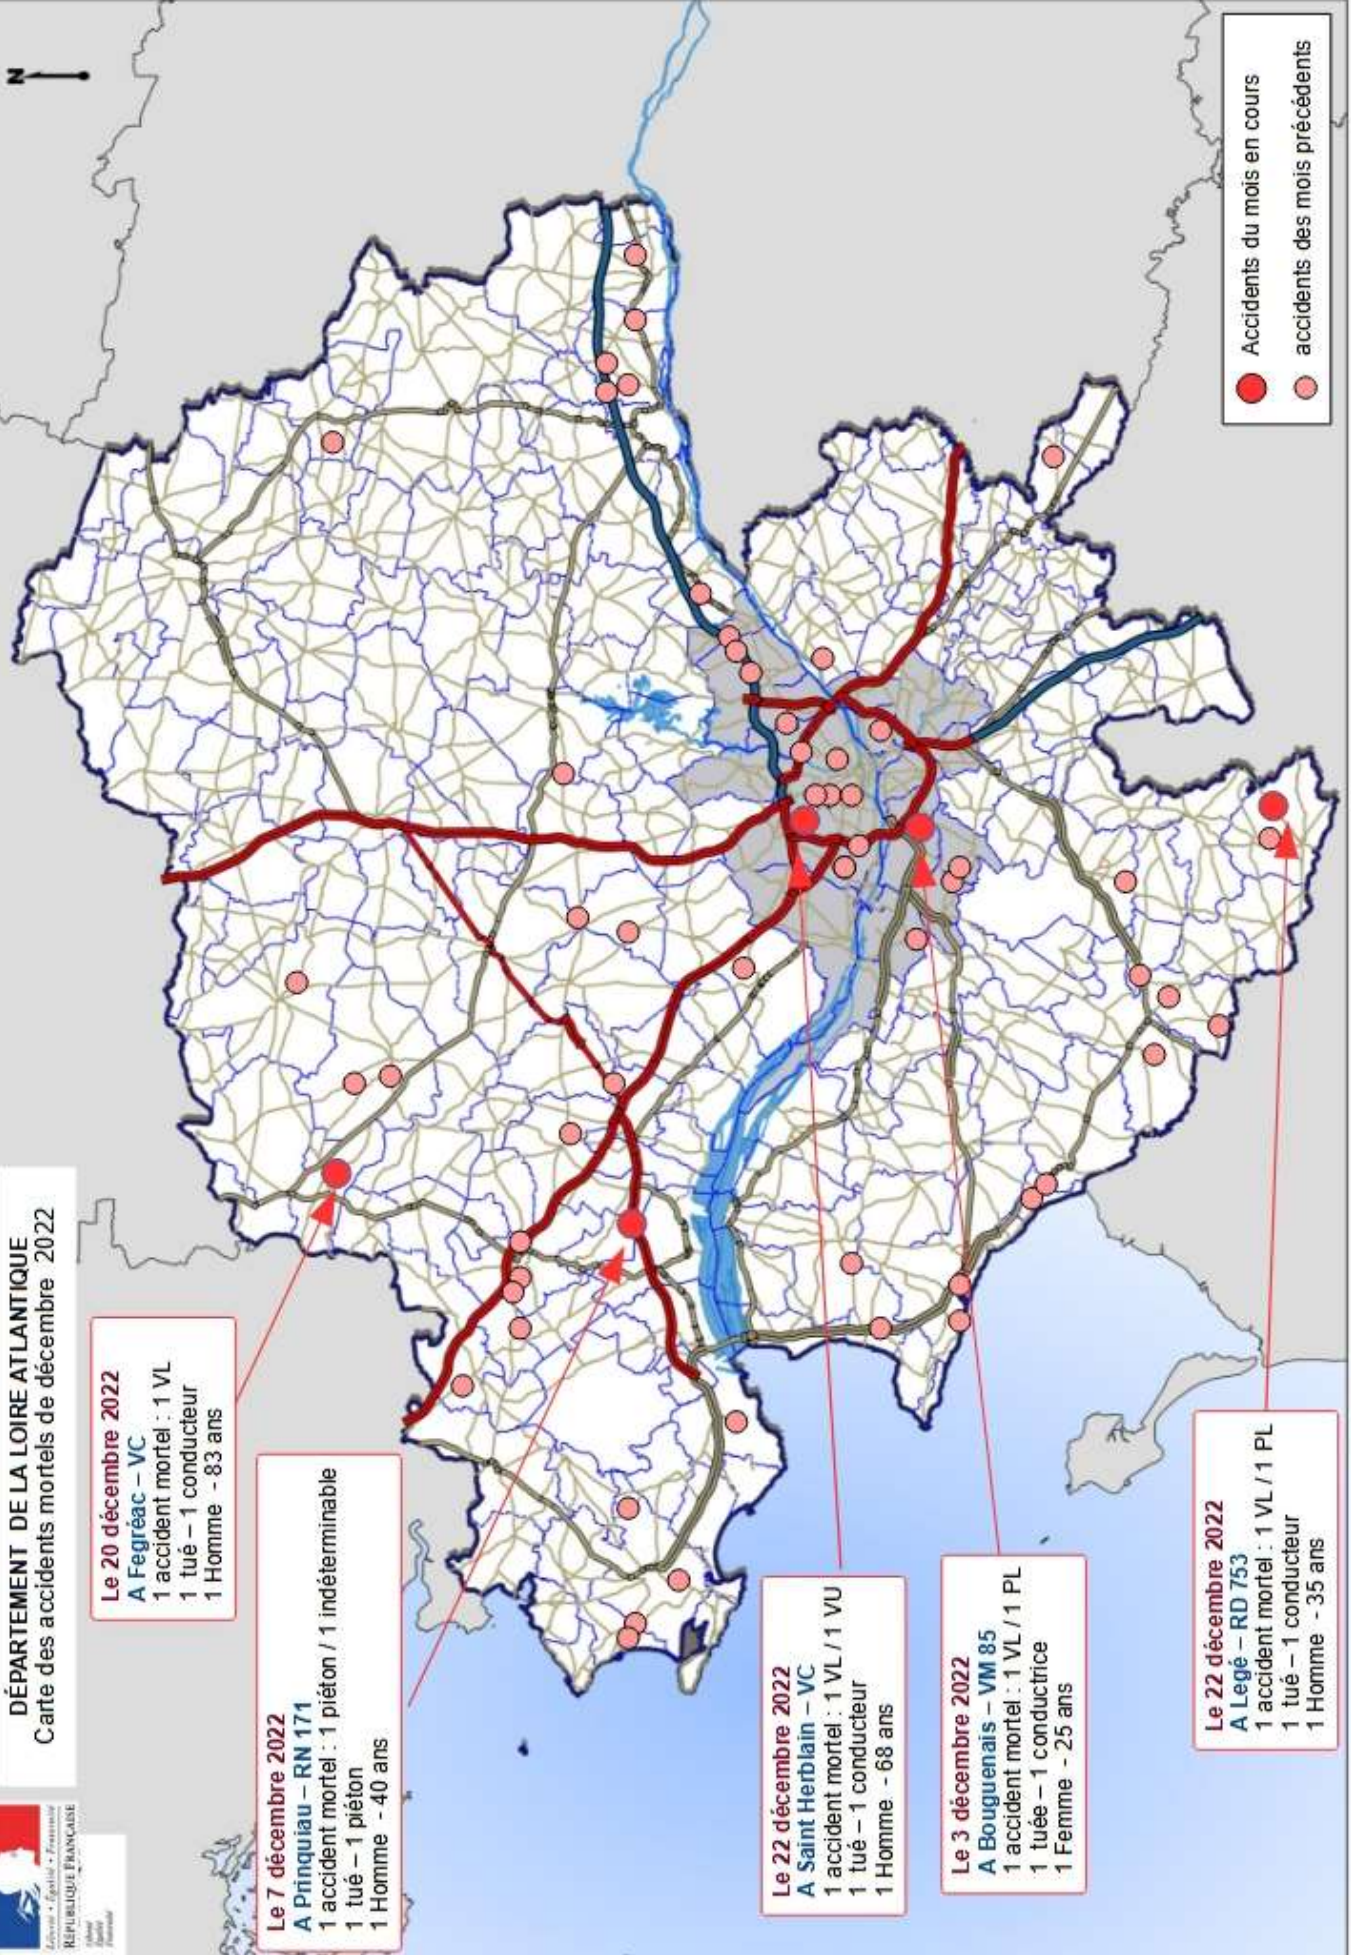 DÉPARTEMENT DE LA LOIRE ATLANTIQUE
Carte des accidents mortels de décembre 2022
Liberté • Égalité • Fraternité
RÉPUBLIQUE FRANÇAISE
Liberté
Égalité
Fraternité
N
Le 20 décembre 2022
A Fegréac – VC
1 accident mortel : 1 VL
1 tué – 1 conducteur
1 Homme - 83 ans
Le 7 décembre 2022
A Prinquiau – RN 171
1 accident mortel : 1 piéton / 1 indéterminable
1 tué – 1 piéton
1 Homme - 40 ans
Le 22 décembre 2022
A Saint Herblain – VC
1 accident mortel : 1 VL / 1 VU
1 tué – 1 conducteur
1 Homme - 68 ans
Le 3 décembre 2022
A Bouguenais – VM 85
1 accident mortel : 1 VL / 1 PL
1 tuée – 1 conductrice
1 Femme - 25 ans
Le 22 décembre 2022
A Legé – RD 753
1 accident mortel : 1 VL / 1 PL
1 tué – 1 conducteur
1 Homme - 35 ans
Accidents du mois en cours
accidents des mois précédents